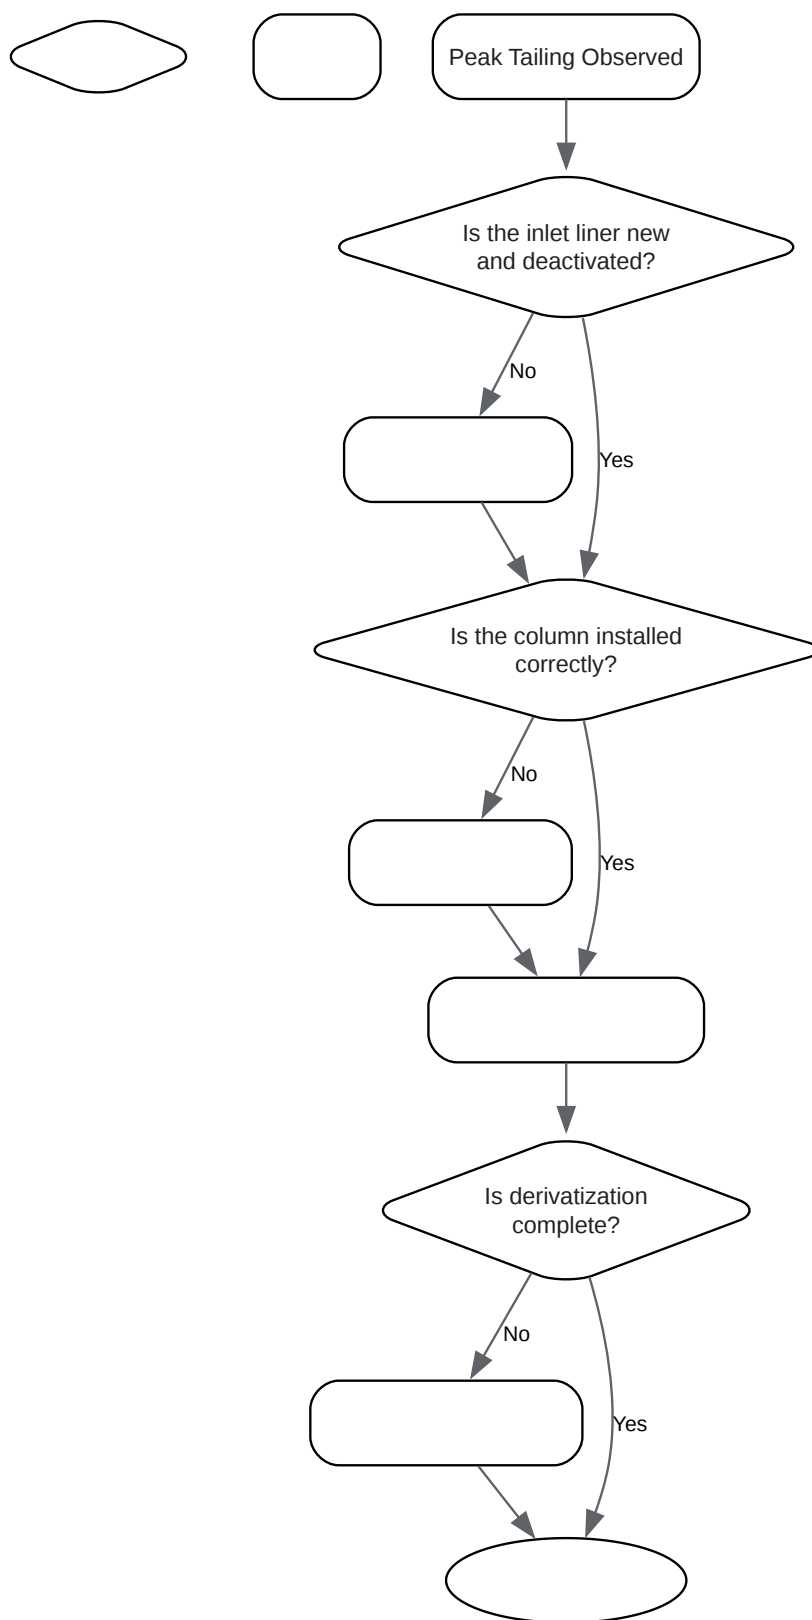 Peak Tailing Observed
Is the inlet liner new
and deactivated?
No
Yes
Is the column installed
correctly?
No
Yes
Is derivatization
complete?
No
Yes